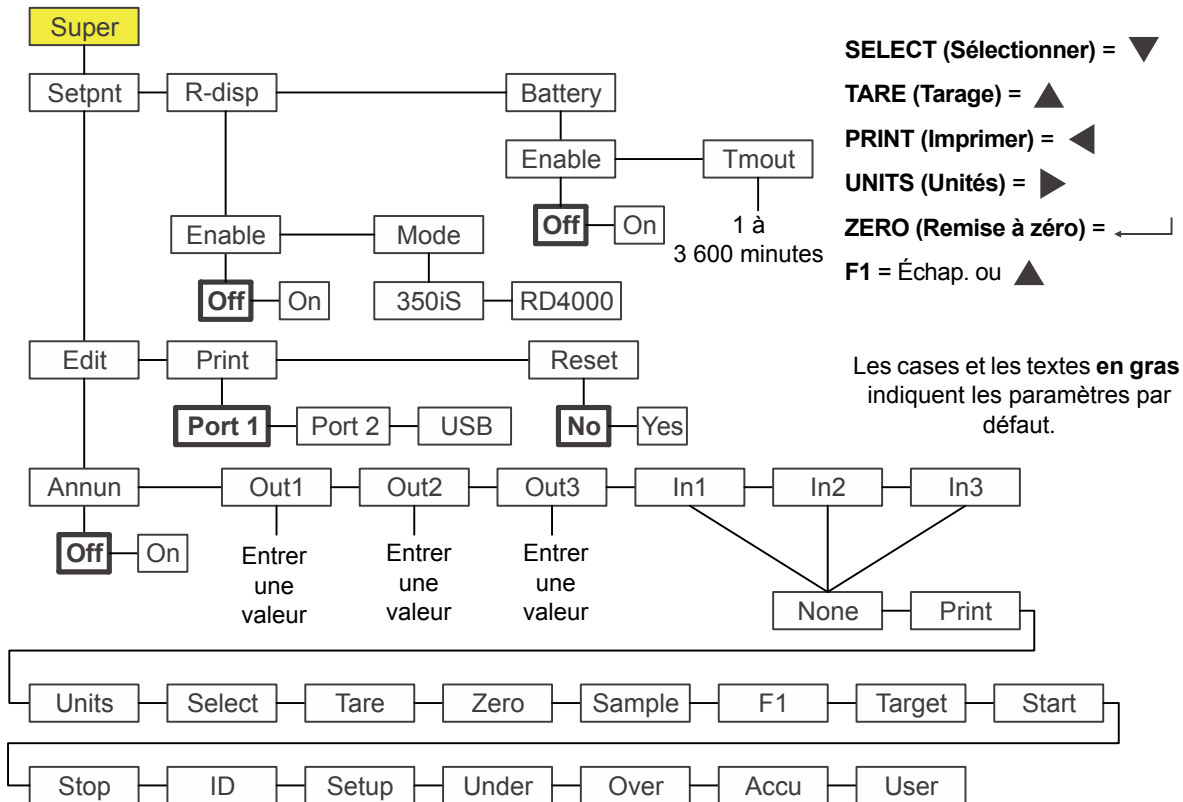 Super
SELECT (Sélectionner) =
Setpnt R-disp Battery
TARE (Tarage) =
PRINT (Imprimer) =
Enable Tmout
UNITS (Unités) =
Off On
1 à
3 600 minutes
Enable Mode
ZERO (Remise à zéro) =
Off On 350iS RD4000
F1 = Échap. ou
Edit Print Reset
Les cases et les textes en gras
indiquent les paramètres par
défaut.
Port 1 Port 2 USB No Yes
Annun Out1 Out2 Out3 In1 In2 In3
Off On
Entrer
une
valeur
Entrer
une
valeur
Entrer
une
valeur
None Print
Units Select Tare Zero Sample F1 Target Start
Stop ID Setup Under Over Accu User